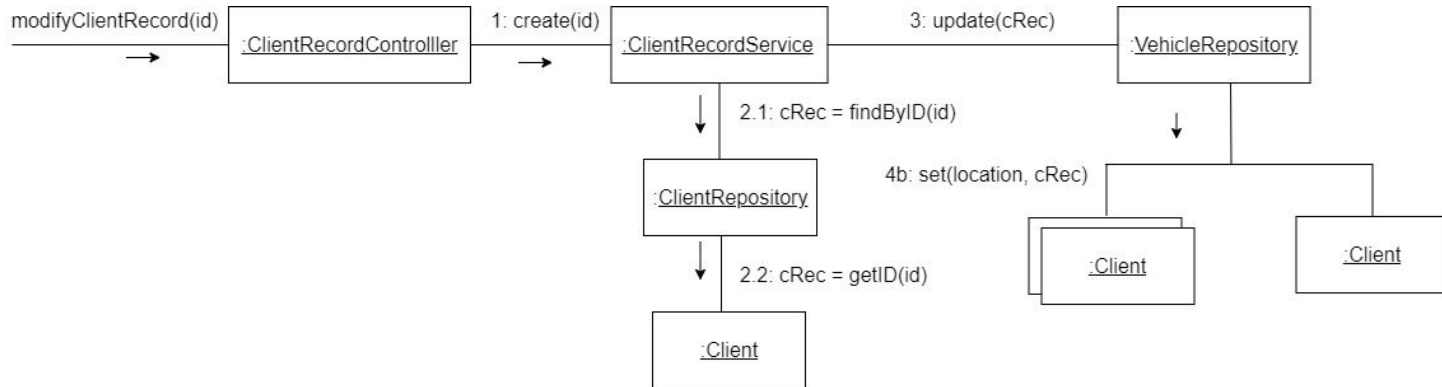 modifyClientRecord(id)
:ClientRecordControlller
1: create(id)
:ClientRecordService
3: update(cRec)
:VehicleRepository
2.1: cRec = findByID(id)
:ClientRepository
4b: set(location, cRec)
:Client
:Client
2.2: cRec = getID(id)
:Client